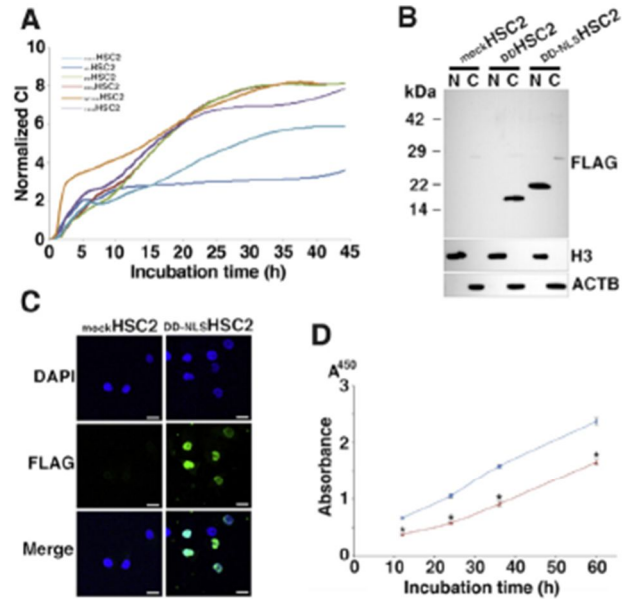 A
Normalized CI
10
8
6
4
2
0
HSC2
HSC2
HSC2
HSC2
HSC2
HSC2
0 5 10 15 20 25 30 35 40 45
Incubation time (h)
B
mockHSC2 DDHSC2 DD-NLSHSC2
N C N C N C
kDa
42
29
22
14
FLAG
H3
ACTB
C
mockHSC2 DD-NLSHSC2
DAPI
FLAG
Merge
D
A450
Absorbance
3
2
1
0
* * * *
0 10 20 30 40 50 60
Incubation time (h)